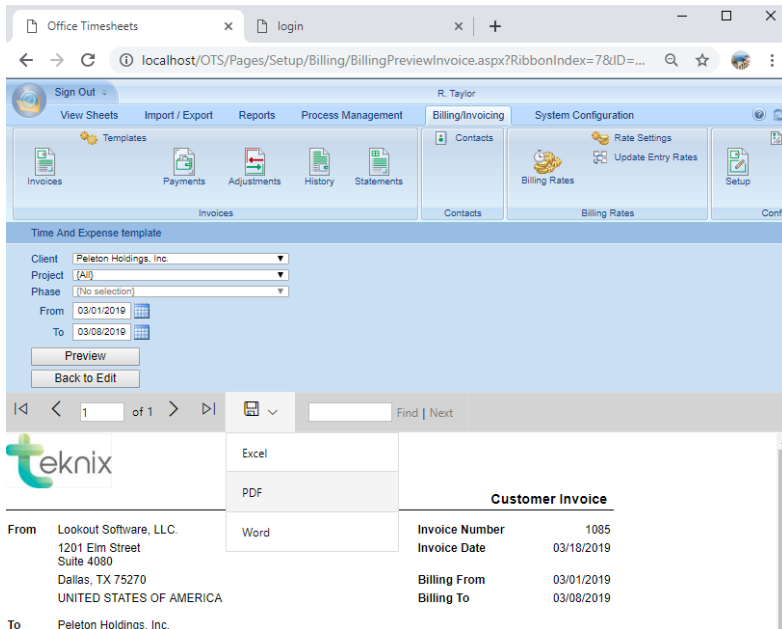 Office Timesheets
login
localhost/OTS/Pages/Setup/Billing/BillingPreviewInvoice.aspx?RibbonIndex=7&ID=...
Sign Out
R. Taylor
View Sheets Import / Export Reports Process Management Billing/Invoicing System Configuration
Templates Contacts Rate Settings
Update Entry Rates
Invoices Payments Adjustments History Statements Billing Rates Setup
Invoices Contacts Billing Rates Conf
Time And Expense template
Client Peleton Holdings, Inc.
Project {All}
Phase {No selection}
From 03/01/2019
To 03/08/2019
Preview
Back to Edit
1 of 1 Find | Next
Excel
PDF
Word
teknix
Customer Invoice
From Lookout Software, LLC. Invoice Number 1085
1201 Elm Street Invoice Date 03/18/2019
Suite 4080
Dallas, TX 75270 Billing From 03/01/2019
UNITED STATES OF AMERICA Billing To 03/08/2019
To Peleton Holdings, Inc.